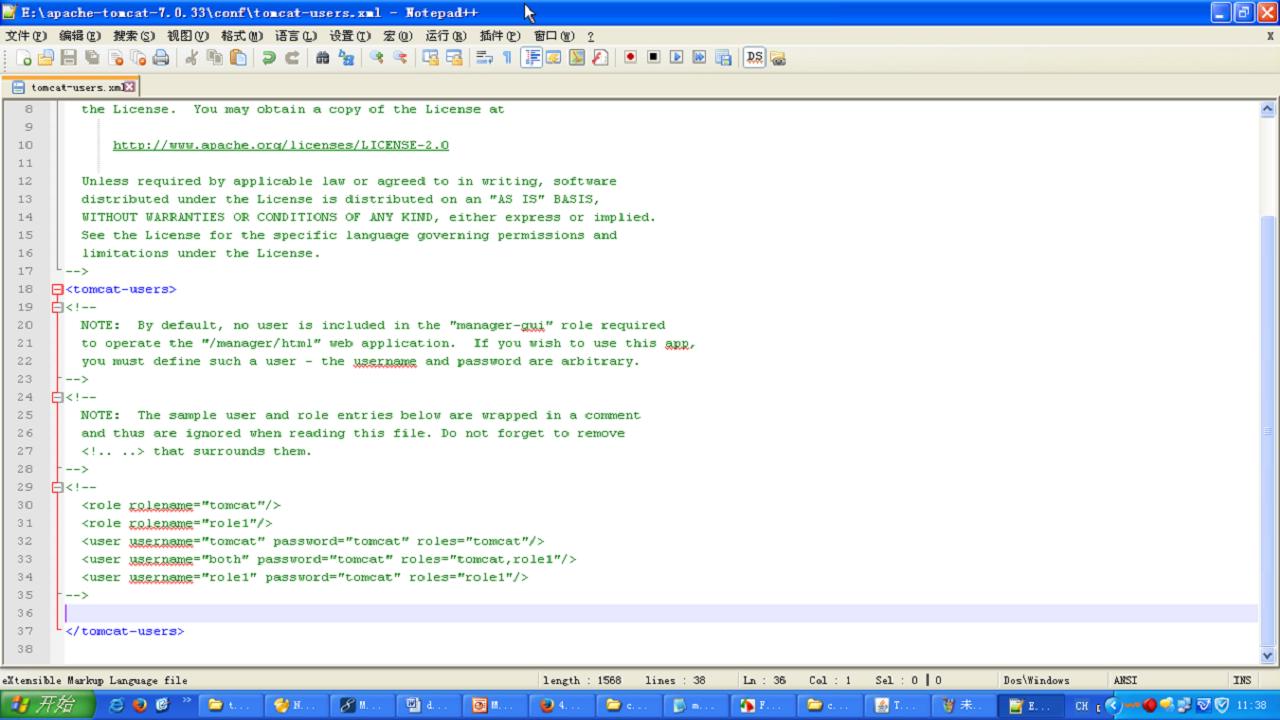 E:\apache-tomcat-7.0.33\conf\tomcat-users.xml - Notepad++
文件(F) 编辑(E) 搜索(S) 视图(V) 格式(M) 语言(L) 设置(T) 宏(O) 运行(R) 插件(P) 窗口(W) ? X
tomcat-users.xml
8 the License.  You may obtain a copy of the License at
9
10 http://www.apache.org/licenses/LICENSE-2.0
11
12 Unless required by applicable law or agreed to in writing, software
13 distributed under the License is distributed on an "AS IS" BASIS,
14 WITHOUT WARRANTIES OR CONDITIONS OF ANY KIND, either express or implied.
15 See the License for the specific language governing permissions and
16 limitations under the License.
17 -->
18 <tomcat-users>
19 <!--
20 NOTE:  By default, no user is included in the "manager-gui" role required
21 to operate the "/manager/html" web application.  If you wish to use this app,
22 you must define such a user - the username and password are arbitrary.
23 -->
24 <!--
25 NOTE:  The sample user and role entries below are wrapped in a comment
26 and thus are ignored when reading this file. Do not forget to remove
27 <!.. ..> that surrounds them.
28 -->
29 <!--
30 <role rolename="tomcat"/>
31 <role rolename="role1"/>
32 <user username="tomcat" password="tomcat" roles="tomcat"/>
33 <user username="both" password="tomcat" roles="tomcat,role1"/>
34 <user username="role1" password="tomcat" roles="role1"/>
35 -->
36
37 </tomcat-users>
38
eXtensible Markup Language file length : 1568 lines : 38 Ln : 36 Col : 1 Sel : 0 | 0 Dos\Windows ANSI INS
开始 t... N... M... d... M... 4... c... m... F... c... T... 未... E... CH 11:38